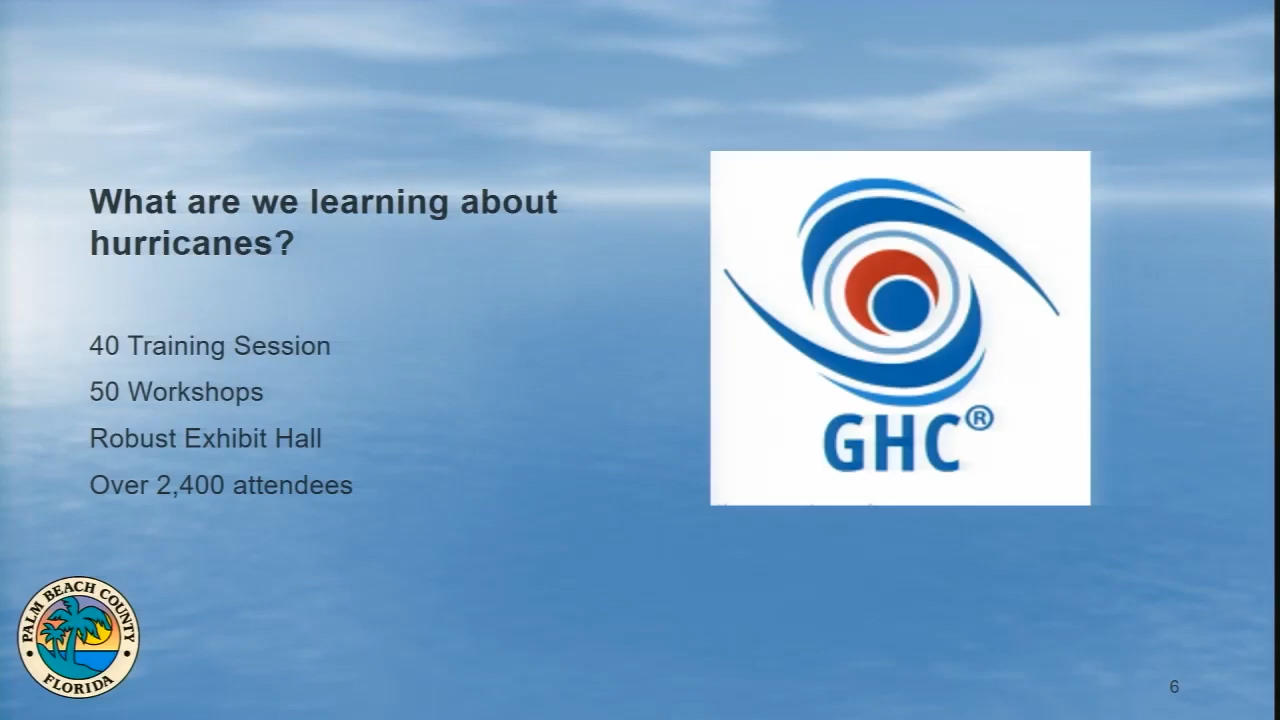 What are we learning about
hurricanes?
40 Training Session
50 Workshops
Robust Exhibit Hall
Over 2,400 attendees
GHC®
PALM BEACH COUNTY
FLORIDA
6